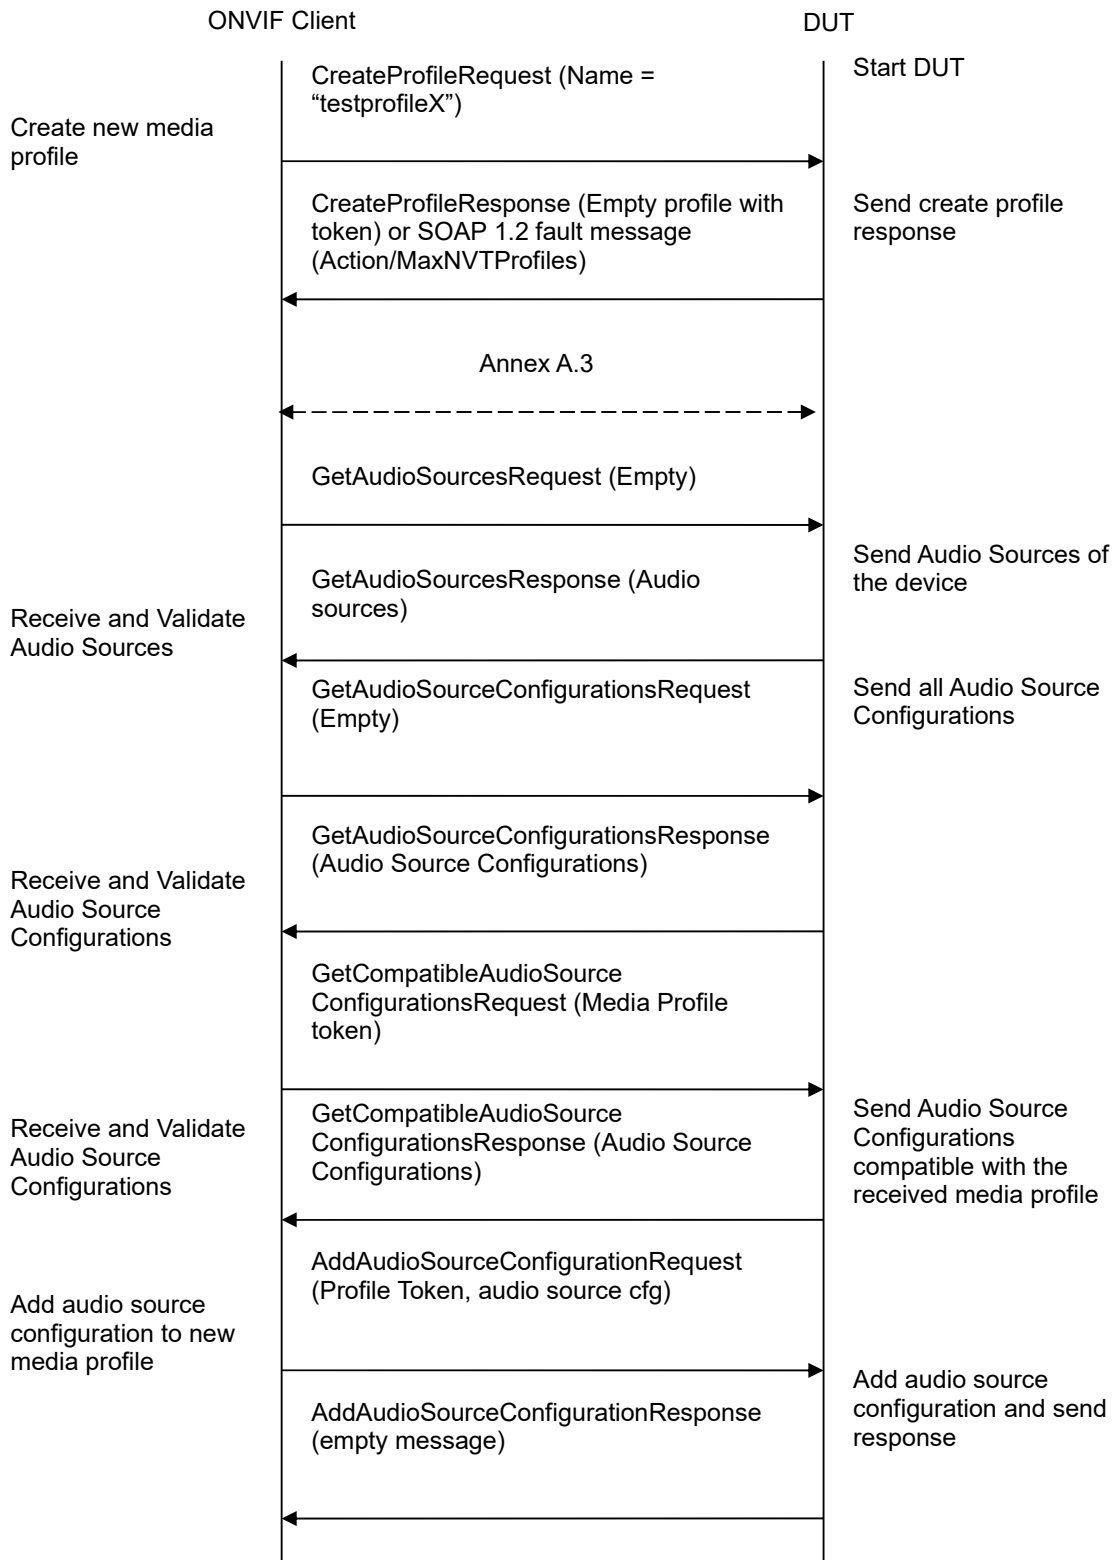 ONVIF Client
DUT
Start DUT
CreateProfileRequest (Name =
“testprofileX”)
Create new media
profile
CreateProfileResponse (Empty profile with
token) or SOAP 1.2 fault message
(Action/MaxNVTProfiles)
Send create profile
response
Annex A.3
GetAudioSourcesRequest (Empty)
Send Audio Sources of
the device
GetAudioSourcesResponse (Audio
sources)
Receive and Validate
Audio Sources
GetAudioSourceConfigurationsRequest
(Empty)
Send all Audio Source
Configurations
GetAudioSourceConfigurationsResponse
(Audio Source Configurations)
Receive and Validate
Audio Source
Configurations
GetCompatibleAudioSource
ConfigurationsRequest (Media Profile
token)
GetCompatibleAudioSource
ConfigurationsResponse (Audio Source
Configurations)
Send Audio Source
Configurations
compatible with the
received media profile
Receive and Validate
Audio Source
Configurations
AddAudioSourceConfigurationRequest
(Profile Token, audio source cfg)
Add audio source
configuration to new
media profile
Add audio source
configuration and send
response
AddAudioSourceConfigurationResponse
(empty message)